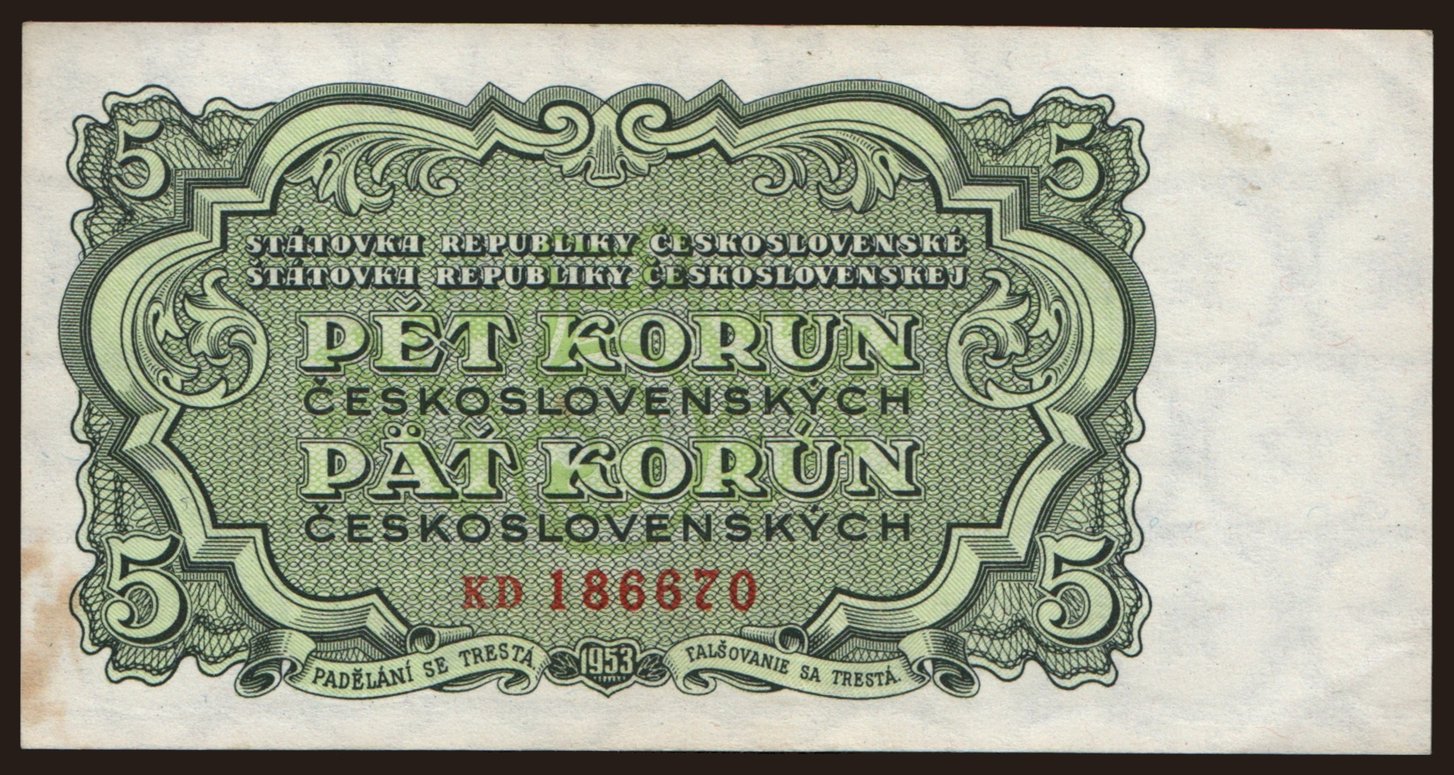 5 5
STÁTOVKA REPUBLIKY ČESKOSLOVENSKÉ
ŠTÁTOVKA REPUBLIKY ČESKOSLOVENSKEJ
PĚT KORUN
ČESKOSLOVENSKÝCH
PÄŤ KORÚN
ČESKOSLOVENSKÝCH
5 5
KD 186670
PADĚLÁNÍ SE TRESTÁ. 1953 FALŠOVANIE SA TRESTÁ.